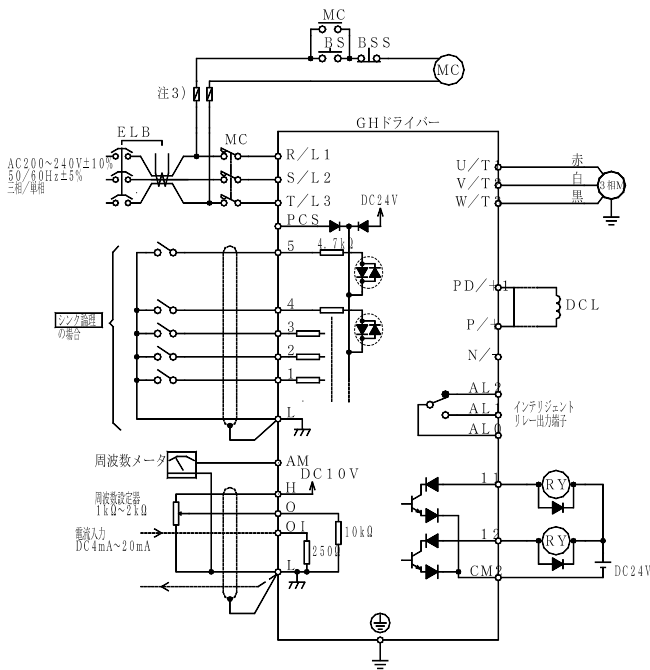 MC
BS BSS
MC
注3)
GHドライバー
ELB
MC
AC200~240V±10%
50/60Hz±5%
三相/単相
R/L1
S/L2
T/L3
PCS
DC24V
U/T1
V/T2
W/T3
赤
白
黒
3相M
5
4.7kΩ
4
3
2
1
L
シンク論理
の場合
PD/+1
P/+
N/-
DCL
AL2
AL1
AL0
インテリジェント
リレー出力端子
周波数メータ
AM
DC10V
H
O
OI
L
周波数設定器
1kΩ~2kΩ
電流入力
DC4mA~20mA
250Ω
10kΩ
11
RY
12
RY
CM2
DC24V